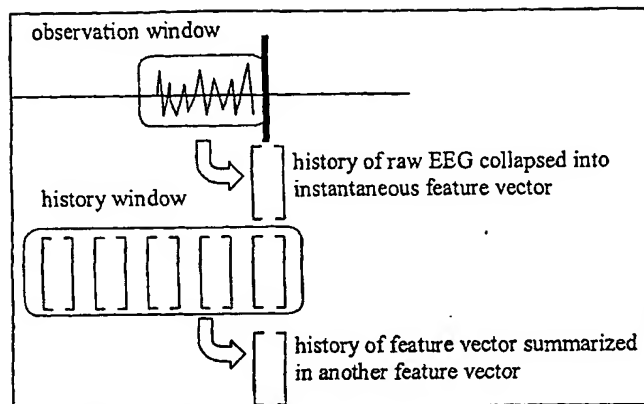 observation window
history of raw EEG collapsed into
instantaneous feature vector
history window
history of feature vector summarized
in another feature vector